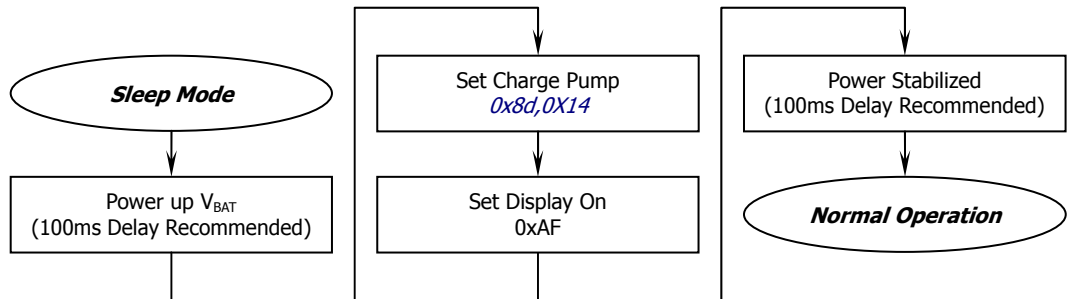 Sleep Mode
Power up VBAT
(100ms Delay Recommended)
Set Charge Pump
0x8d,0X14
Set Display On
0xAF
Power Stabilized
(100ms Delay Recommended)
Normal Operation